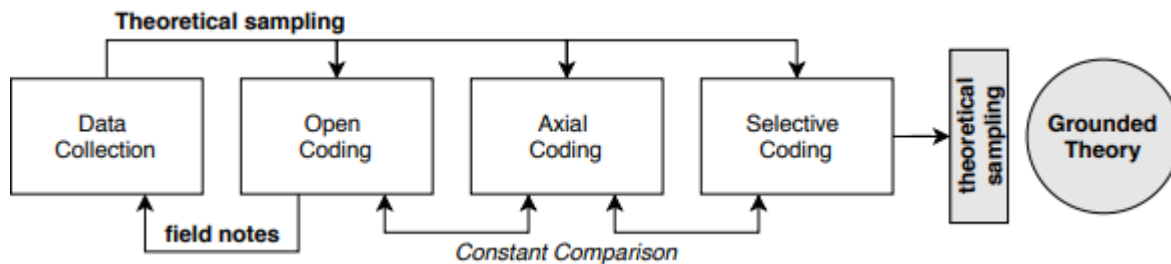 Theoretical sampling
Data
Collection
Open
Coding
Axial
Coding
Selective
Coding
theoretical
sampling
Grounded
Theory
field notes
Constant Comparison